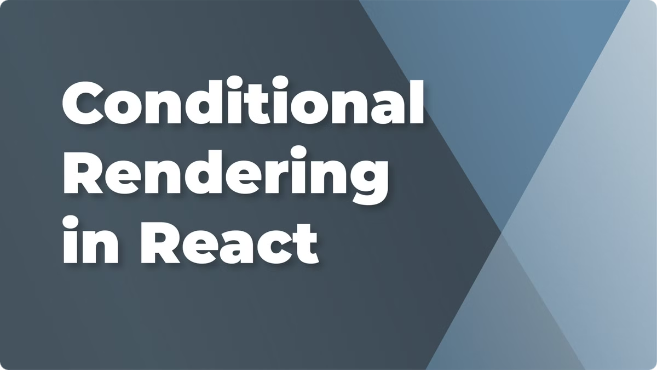 Conditional
Rendering
in React